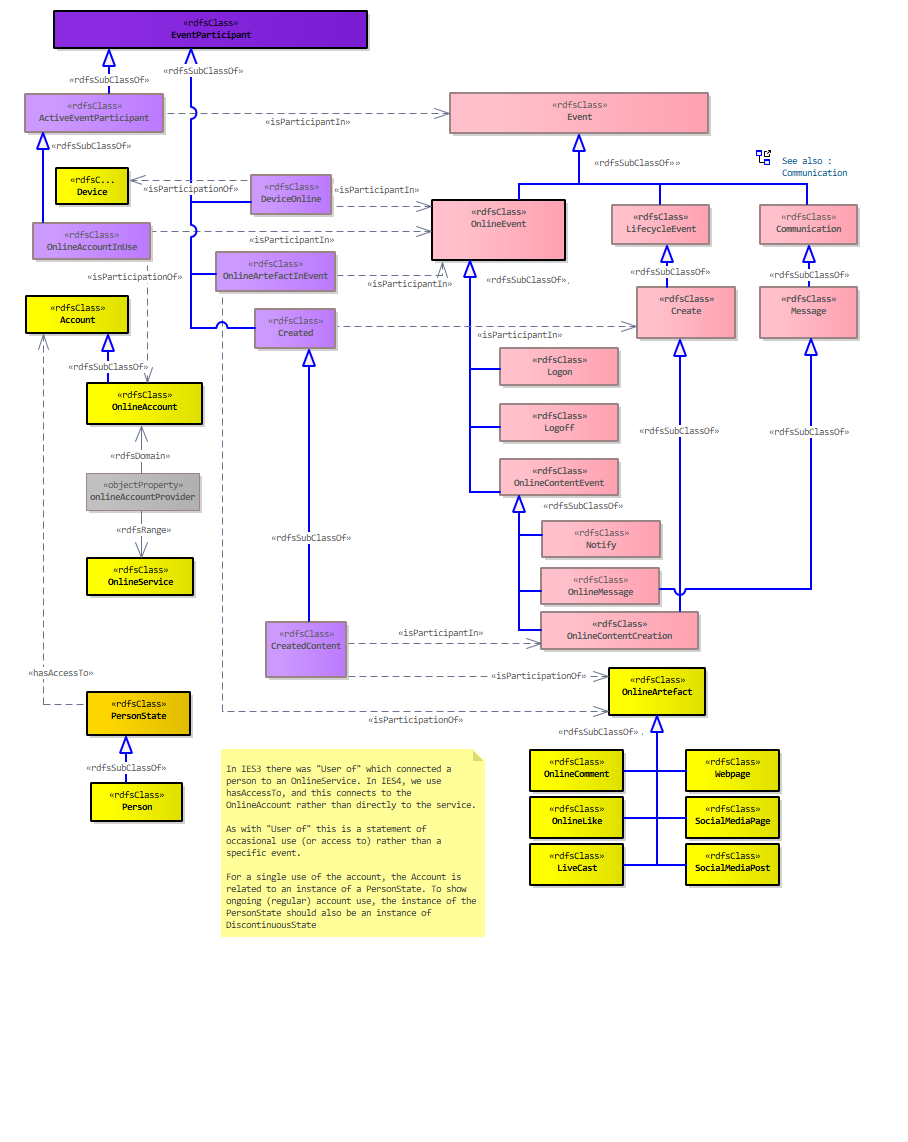 «rdfsClass»
EventParticipant
«rdfsSubClassOf»
«rdfsSubClassOf»
«rdfsClass»
ActiveEventParticipant
«isParticipantIn»
«rdfsClass»
Event
«rdfsSubClassOf»
«rdfsSubClassOf»»
See also :
Communication
«rdfsC...
Device
«isParticipationOf»
«rdfsClass»
DeviceOnline
«isParticipantIn»
«rdfsClass»
OnlineEvent
«rdfsClass»
LifecycleEvent
«rdfsClass»
Communication
«rdfsClass»
OnlineAccountInUse
«isParticipantIn»
«isParticipationOf»
«rdfsClass»
OnlineArtefactInEvent
«isParticipantIn»
«rdfsSubClassOf»
«rdfsSubClassOf»
«rdfsSubClassOf»
«rdfsClass»
Account
«rdfsClass»
Created
«isParticipantIn»
«rdfsClass»
Create
«rdfsClass»
Message
«rdfsSubClassOf»
«rdfsClass»
Logon
«rdfsClass»
OnlineAccount
«rdfsClass»
Logoff
«rdfsSubClassOf»
«rdfsSubClassOf»
«rdfsDomain»
«objectProperty»
onlineAccountProvider
«rdfsClass»
OnlineContentEvent
«rdfsSubClassOf»
«rdfsRange»
«rdfsSubClassOf»
«rdfsClass»
Notify
«rdfsClass»
OnlineService
«rdfsClass»
OnlineMessage
«rdfsClass»
CreatedContent
«isParticipantIn»
«rdfsClass»
OnlineContentCreation
«hasAccessTo»
«isParticipationOf»
«rdfsClass»
OnlineArtefact
«rdfsClass»
PersonState
«isParticipationOf»
«rdfsSubClassOf»
«rdfsSubClassOf»
«rdfsClass»
Person
In IES3 there was "User of" which connected a
person to an OnlineService. In IES4, we use
hasAccessTo, and this connects to the
OnlineAccount rather than directly to the service.
As with "User of" this is a statement of
occasional use (or access to) rather than a
specific event.
For a single use of the account, the Account is
related to an instance of a PersonState. To show
ongoing (regular) account use, the instance of the
PersonState should also be an instance of
DiscontinuousState
«rdfsClass»
OnlineComment
«rdfsClass»
Webpage
«rdfsClass»
OnlineLike
«rdfsClass»
SocialMediaPage
«rdfsClass»
LiveCast
«rdfsClass»
SocialMediaPost